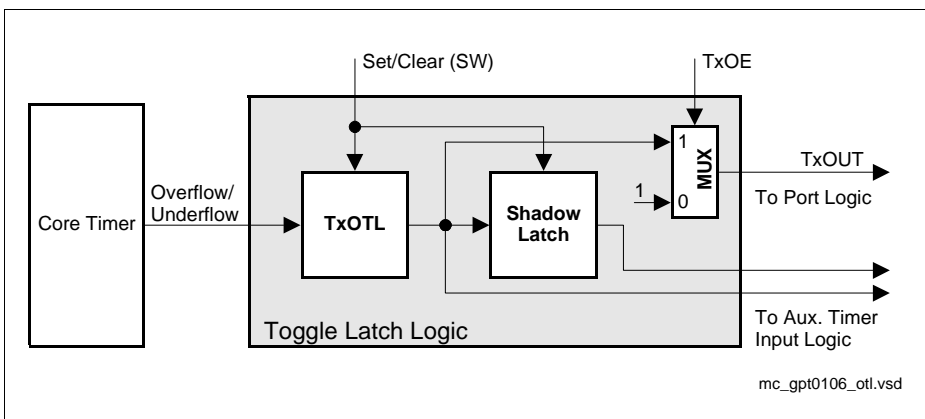 Set/Clear (SW)
TxOE
Core Timer
Overflow/
Underflow
TxOTL
Shadow
Latch
1
MUX
1
0
TxOUT
To Port Logic
To Aux. Timer
Input Logic
Toggle Latch Logic
mc_gpt0106_otl.vsd